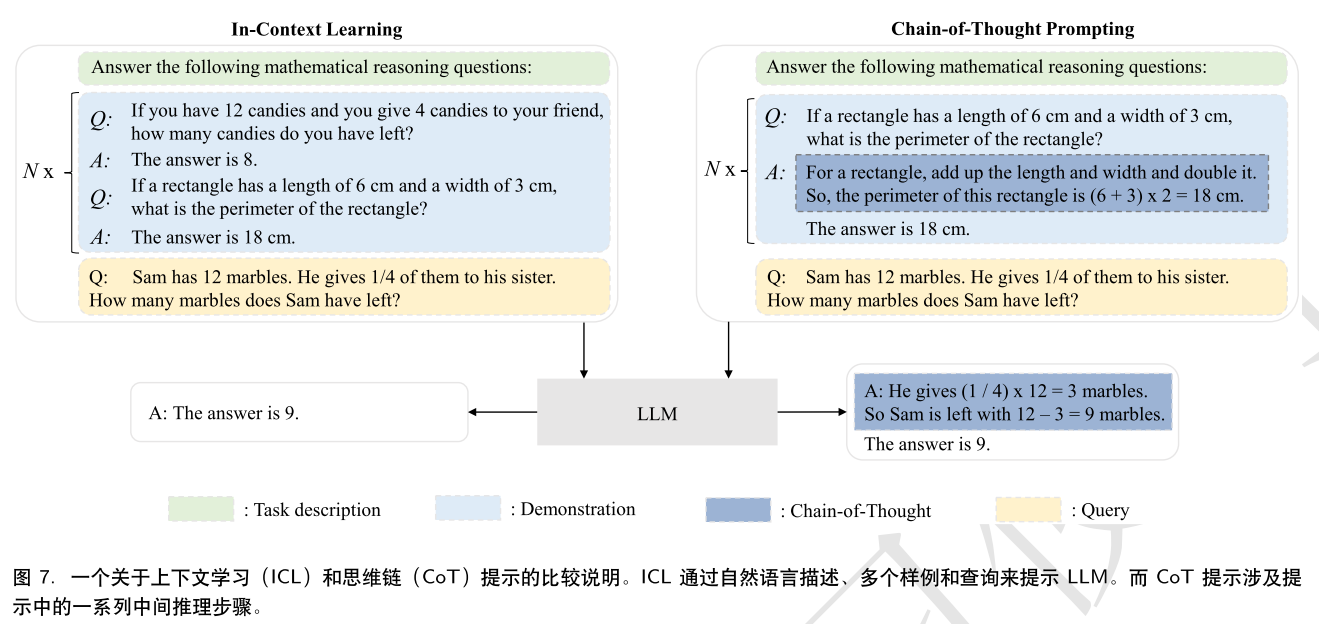 In-Context Learning
Answer the following mathematical reasoning questions:
N x
Q: If you have 12 candies and you give 4 candies to your friend,
how many candies do you have left?
A: The answer is 8.
Q: If a rectangle has a length of 6 cm and a width of 3 cm,
what is the perimeter of the rectangle?
A: The answer is 18 cm.
Q: Sam has 12 marbles. He gives 1/4 of them to his sister.
How many marbles does Sam have left?
Chain-of-Thought Prompting
Answer the following mathematical reasoning questions:
N x
Q: If a rectangle has a length of 6 cm and a width of 3 cm,
what is the perimeter of the rectangle?
A: For a rectangle, add up the length and width and double it.
So, the perimeter of this rectangle is (6 + 3) x 2 = 18 cm.
The answer is 18 cm.
Q: Sam has 12 marbles. He gives 1/4 of them to his sister.
How many marbles does Sam have left?
A: The answer is 9.
LLM
A: He gives (1 / 4) x 12 = 3 marbles.
So Sam is left with 12 – 3 = 9 marbles.
The answer is 9.
: Task description
: Demonstration
: Chain-of-Thought
: Query
图 7. 一个关于上下文学习（ICL）和思维链（CoT）提示的比较说明。ICL 通过自然语言描述、多个样例和查询来提示 LLM。而 CoT 提示涉及提
示中的一系列中间推理步骤。